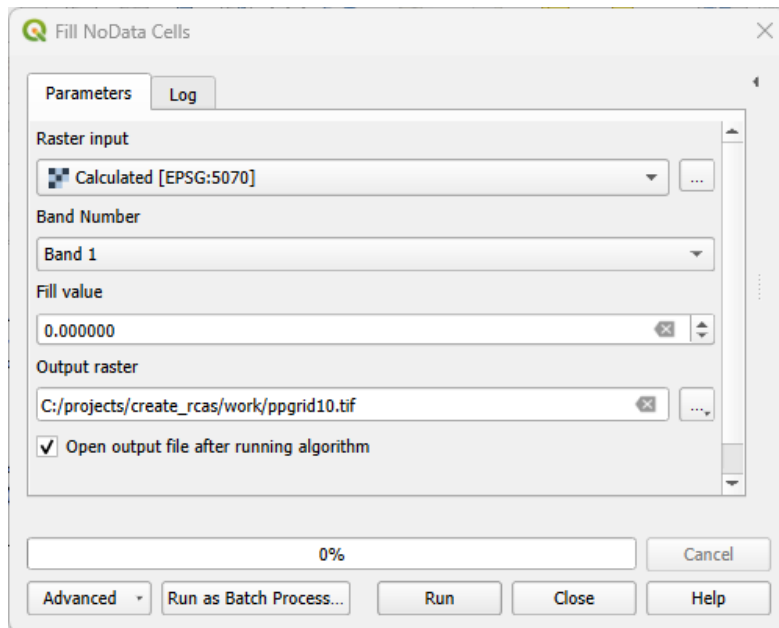 Fill NoData Cells
Parameters Log
Raster input
Calculated [EPSG:5070]
...
Band Number
Band 1
Fill value
0.000000
Output raster
C:/projects/create_rcas/work/ppgrid10.tif
...
Open output file after running algorithm
0% Cancel
Advanced Run as Batch Process... Run Close Help